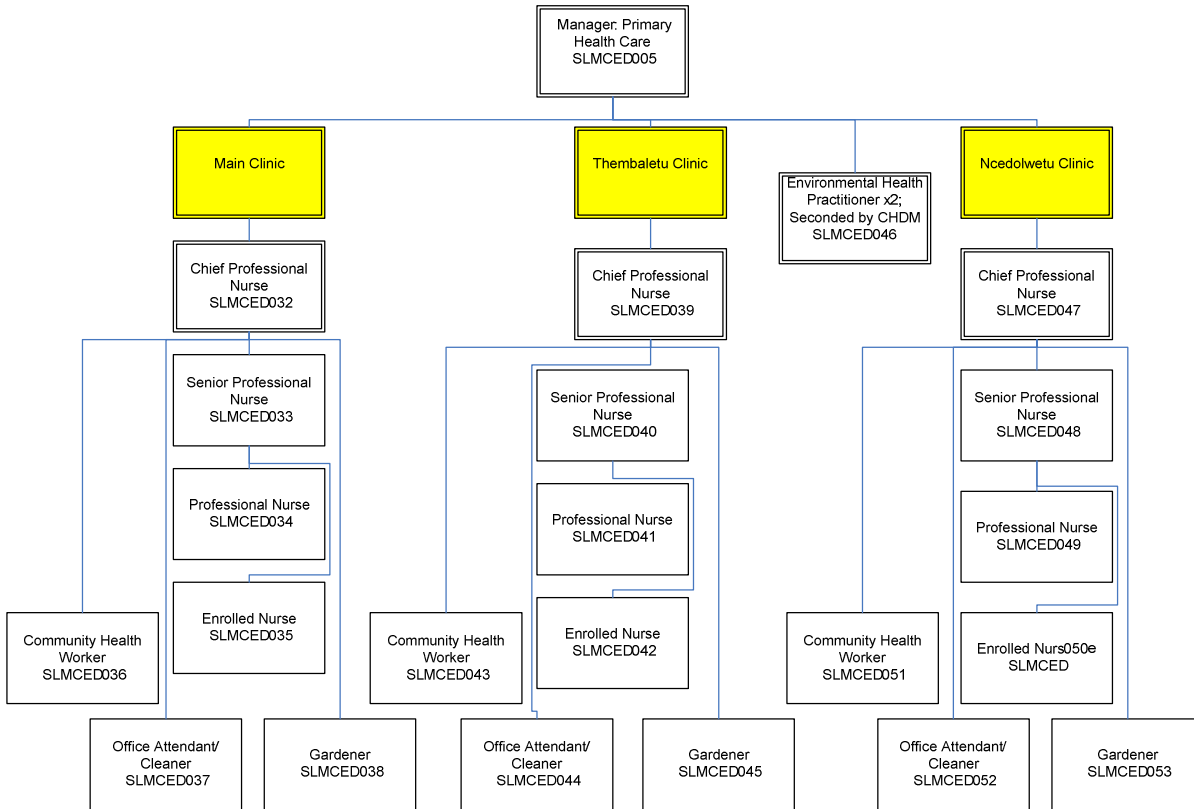 Manager: Primary
Health Care
SLMCED005
Main Clinic
Thembaletu Clinic
Ncedolwetu Clinic
Environmental Health
Practitioner x2;
Seconded by CHDM
SLMCED046
Chief Professional
Nurse
SLMCED032
Chief Professional
Nurse
SLMCED039
Chief Professional
Nurse
SLMCED047
Senior Professional
Nurse
SLMCED033
Senior Professional
Nurse
SLMCED040
Senior Professional
Nurse
SLMCED048
Professional Nurse
SLMCED034
Professional Nurse
SLMCED041
Professional Nurse
SLMCED049
Enrolled Nurse
SLMCED035
Enrolled Nurse
SLMCED042
Enrolled Nurs050e
SLMCED
Community Health
Worker
SLMCED036
Community Health
Worker
SLMCED043
Community Health
Worker
SLMCED051
Office Attendant/
Cleaner
SLMCED037
Gardener
SLMCED038
Office Attendant/
Cleaner
SLMCED044
Gardener
SLMCED045
Office Attendant/
Cleaner
SLMCED052
Gardener
SLMCED053